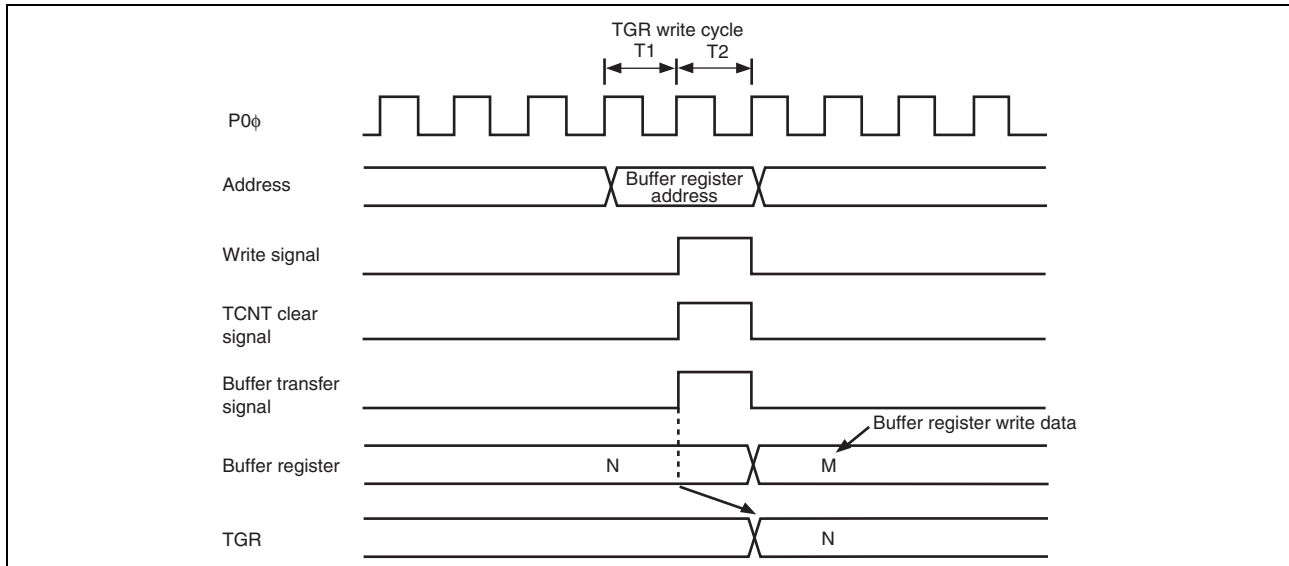 TGR write cycle
T1 T2
P0ϕ
Address
Buffer register
address
Write signal
TCNT clear
signal
Buffer transfer
signal
Buffer register write data
Buffer register
N
M
TGR
N